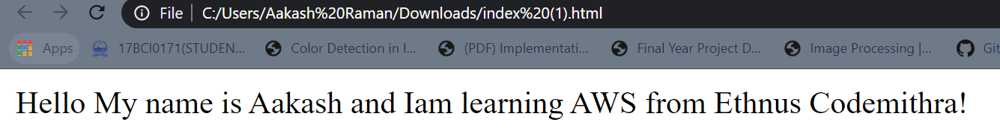 File C:/Users/Aakash%20Raman/Downloads/index%20(1).html
Apps 17BCI0171(STUDEN... Color Detection in I... (PDF) Implementati... Final Year Project D... Image Processing |... Git
Hello My name is Aakash and Iam learning AWS from Ethnus Codemithra!